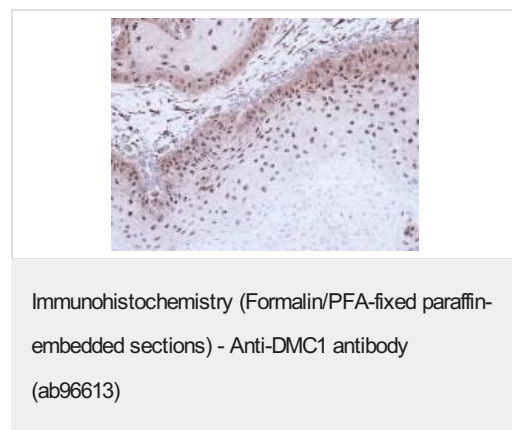 Immunohistochemistry (Formalin/PFA-fixed paraffin-
embedded sections) - Anti-DMC1 antibody
(ab96613)